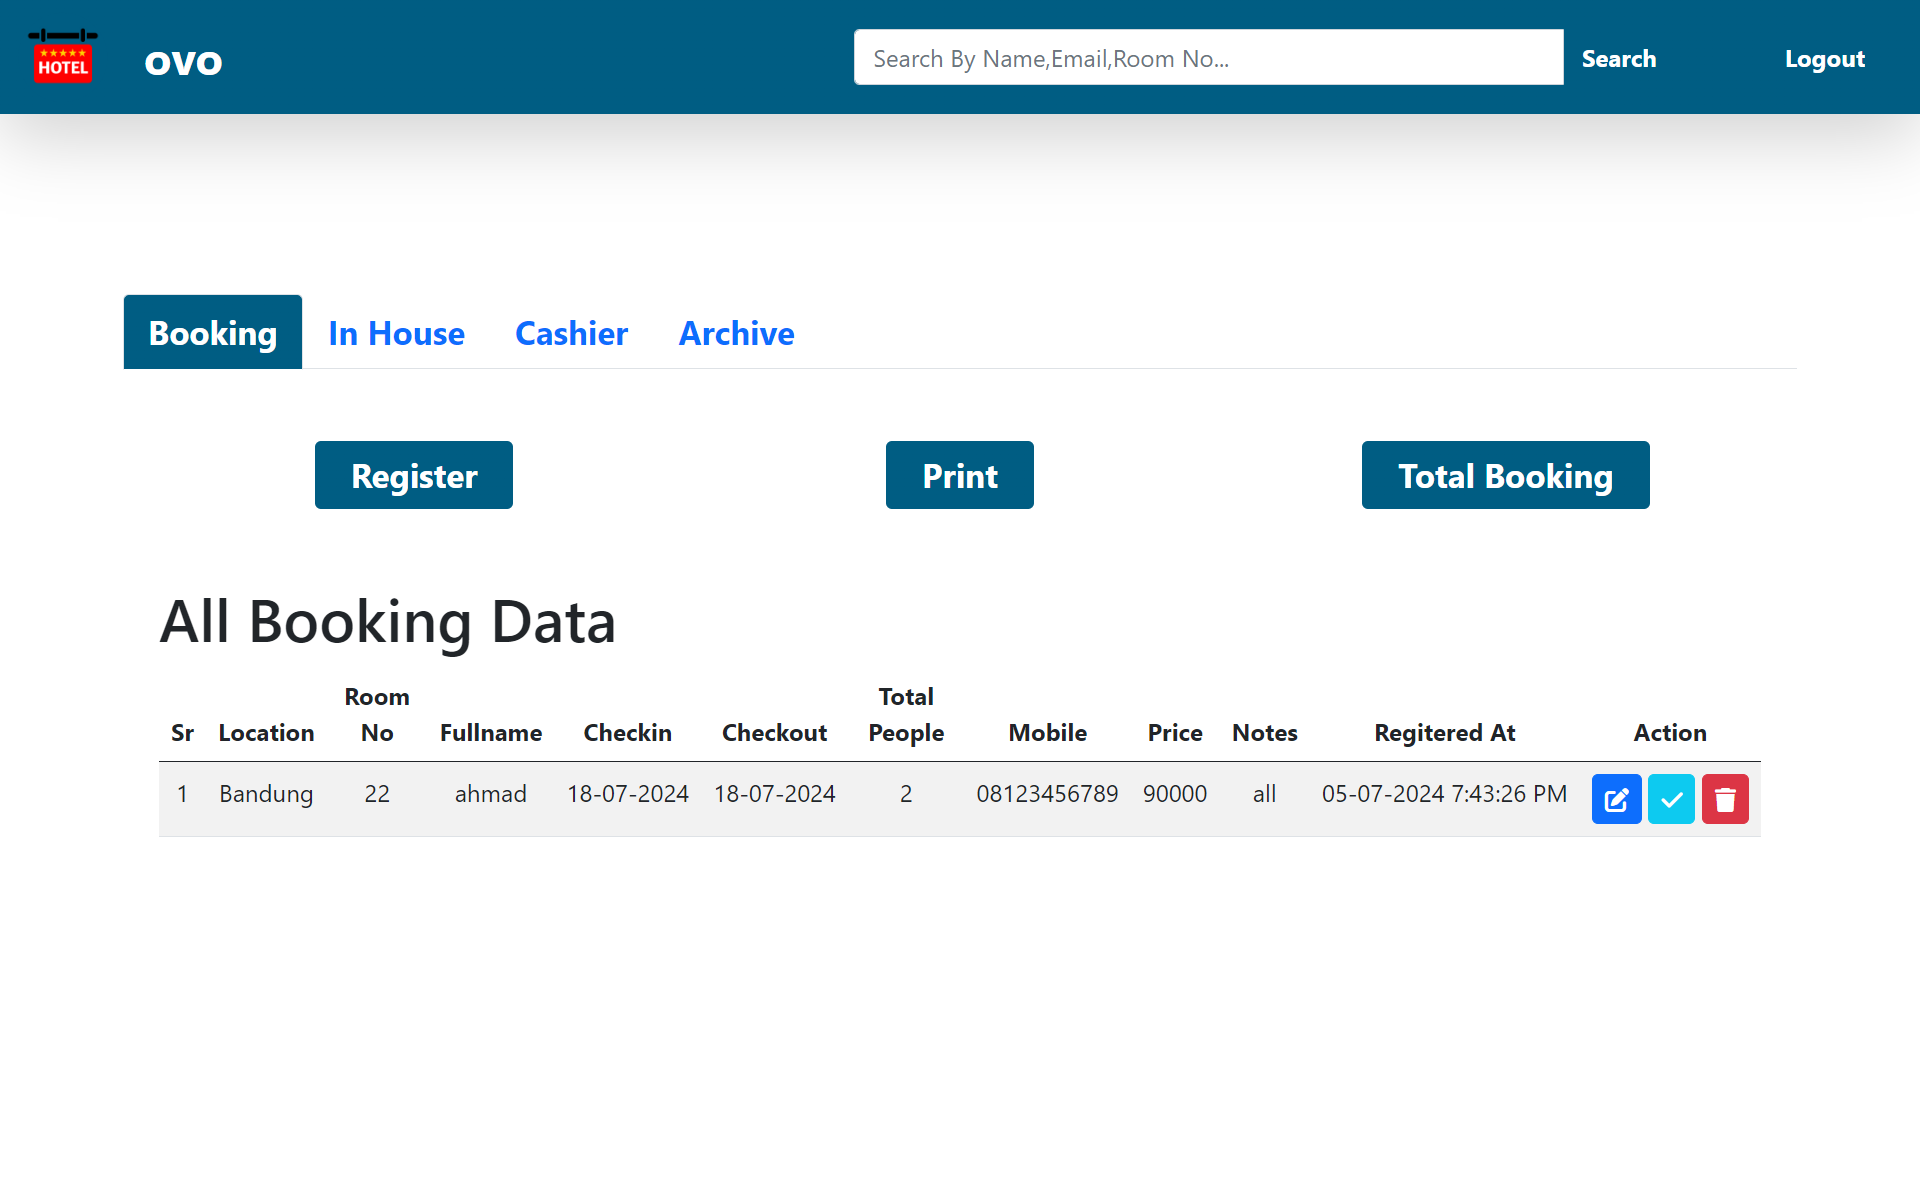 HOTEL
ovo
Search By Name,Email,Room No...
Search
Logout
Booking
In House
Cashier
Archive
Register
Print
Total Booking
All Booking Data
Sr Location Room No Fullname Checkin Checkout Total People Mobile Price Notes Regitered At Action
1 Bandung 22 ahmad 18-07-2024 18-07-2024 2 08123456789 90000 all 05-07-2024 7:43:26 PM